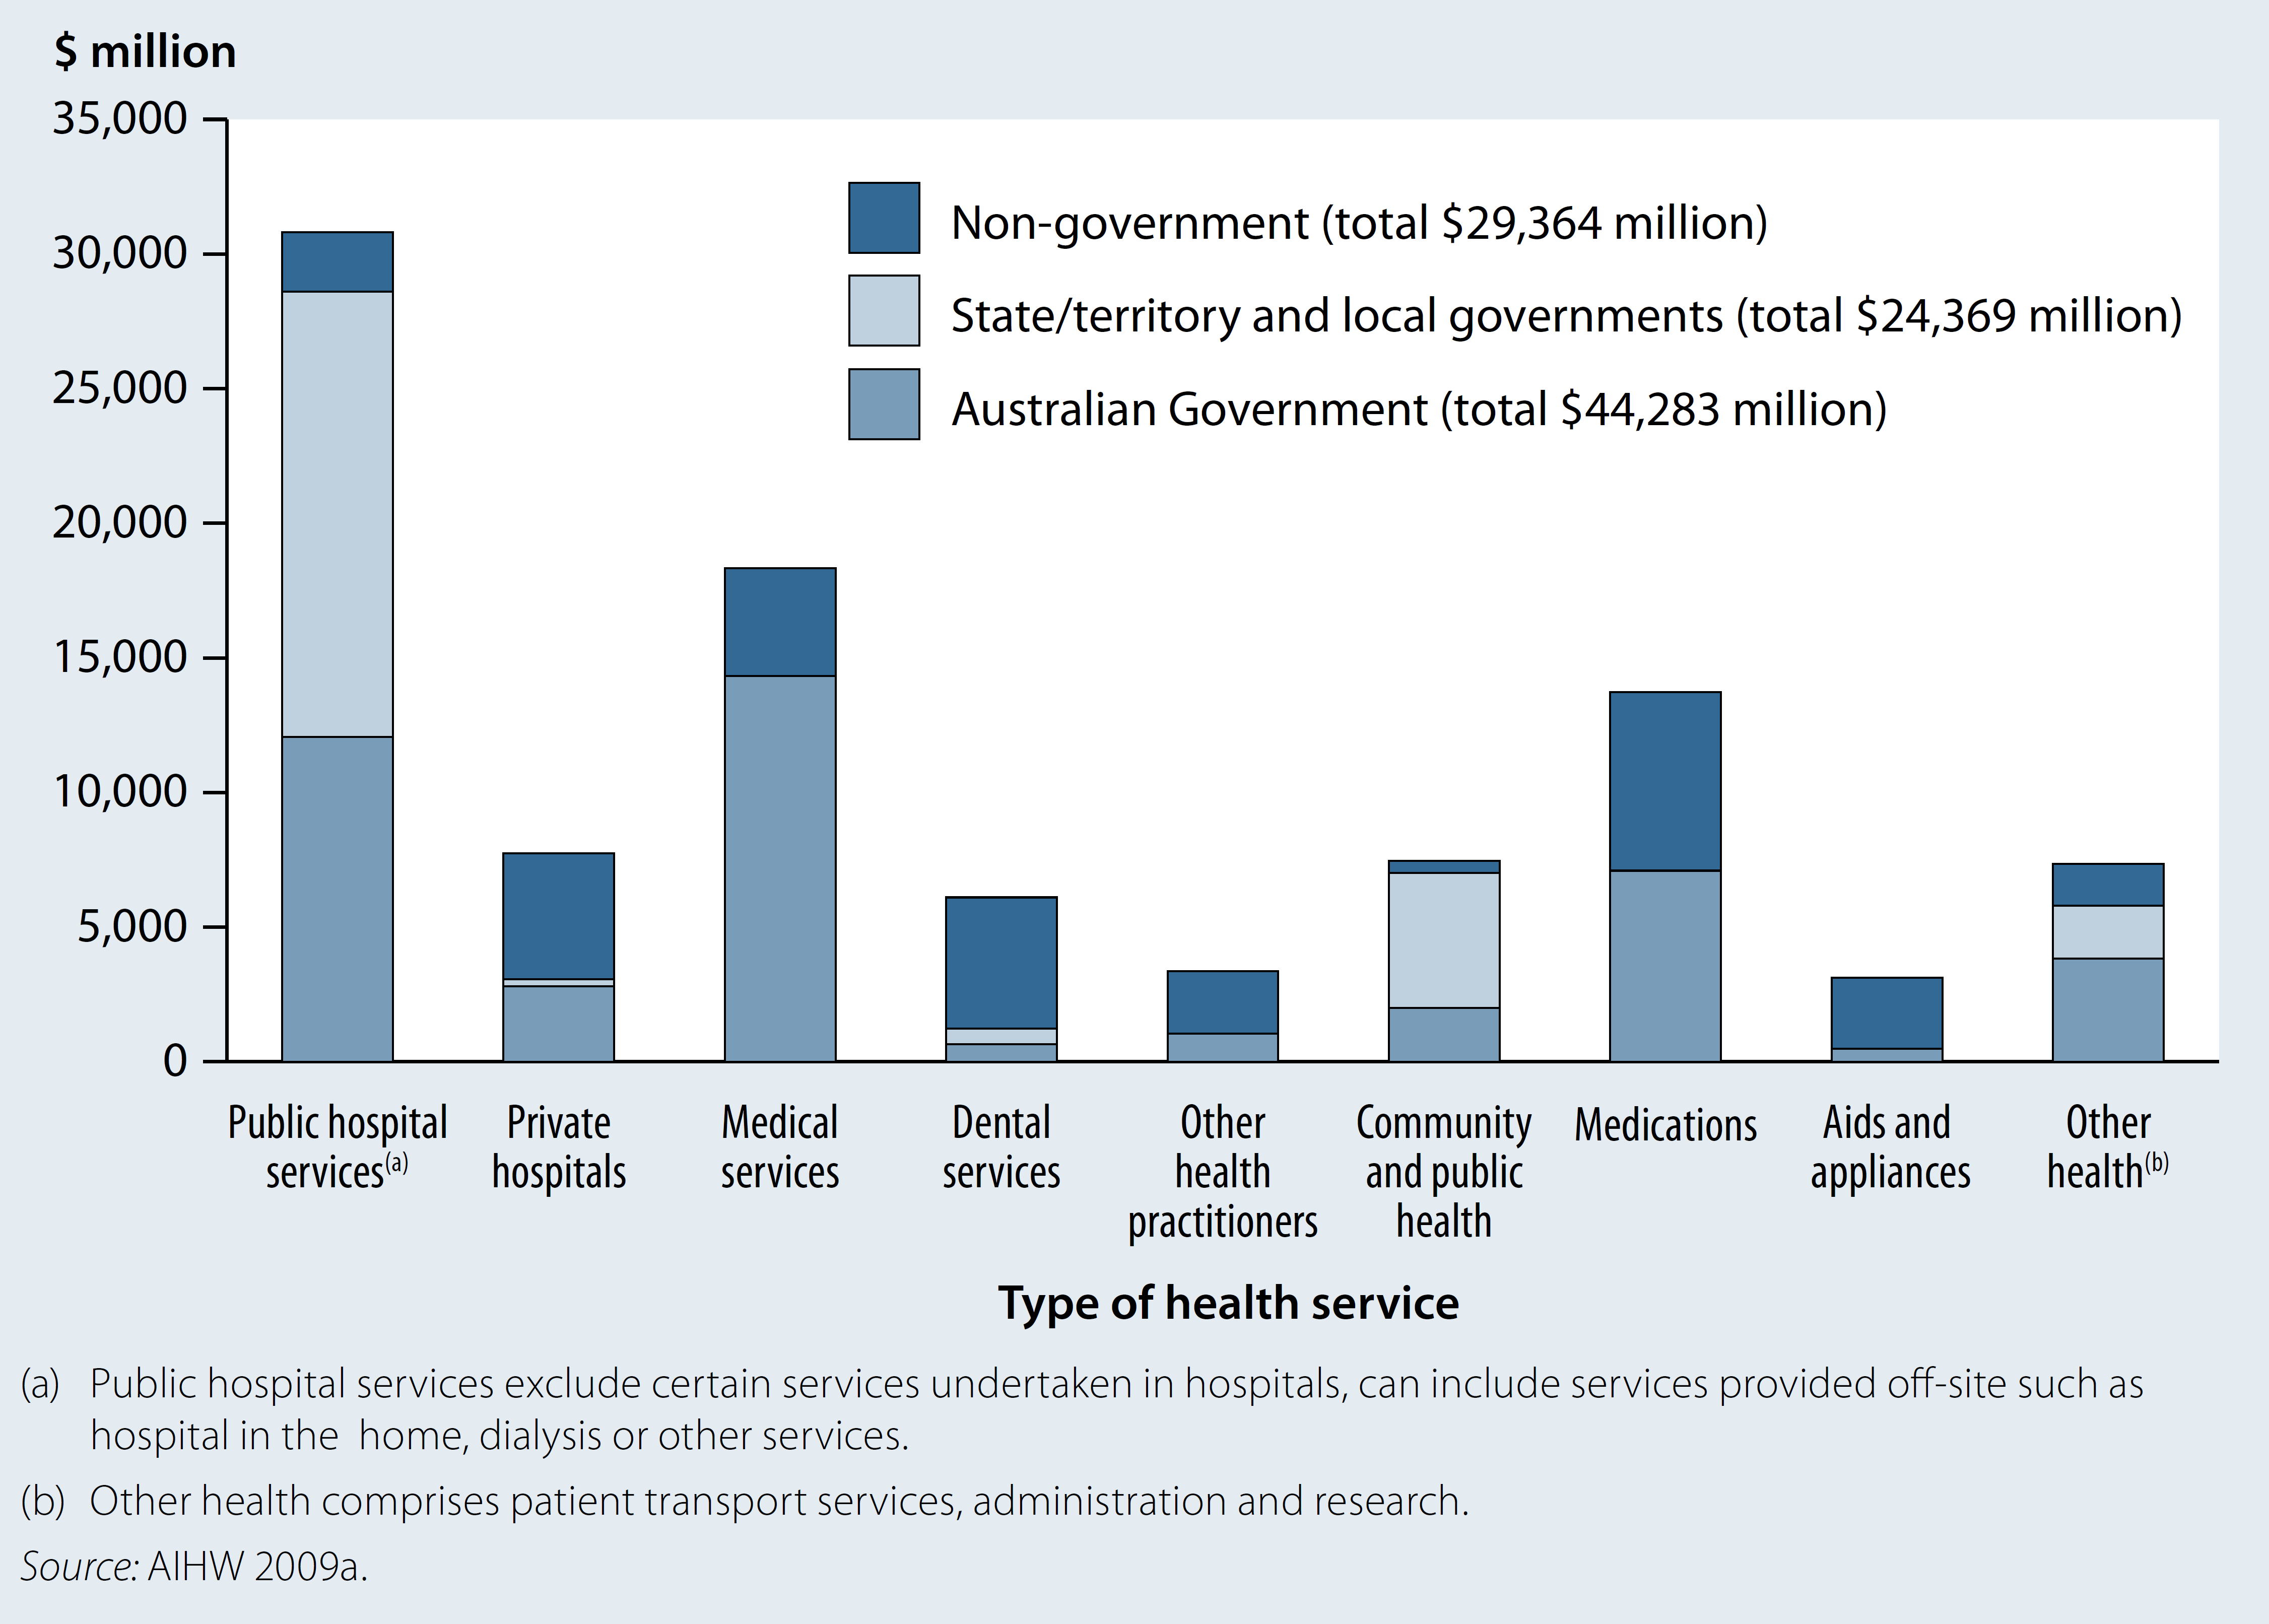 $ million
35,000
30,000
25,000
20,000
15,000
10,000
5,000
0
Non-government (total $29,364 million)
State/territory and local governments (total $24,369 million)
Australian Government (total $44,283 million)
Public hospital
services(a)
Private
hospitals
Medical
services
Dental
services
Other
health
practitioners
Community
and public
health
Medications
Aids and
appliances
Other
health(b)
Type of health service
(a) Public hospital services exclude certain services undertaken in hospitals, can include services provided off-site such as
hospital in the home, dialysis or other services.
(b) Other health comprises patient transport services, administration and research.
Source: AIHW 2009a.